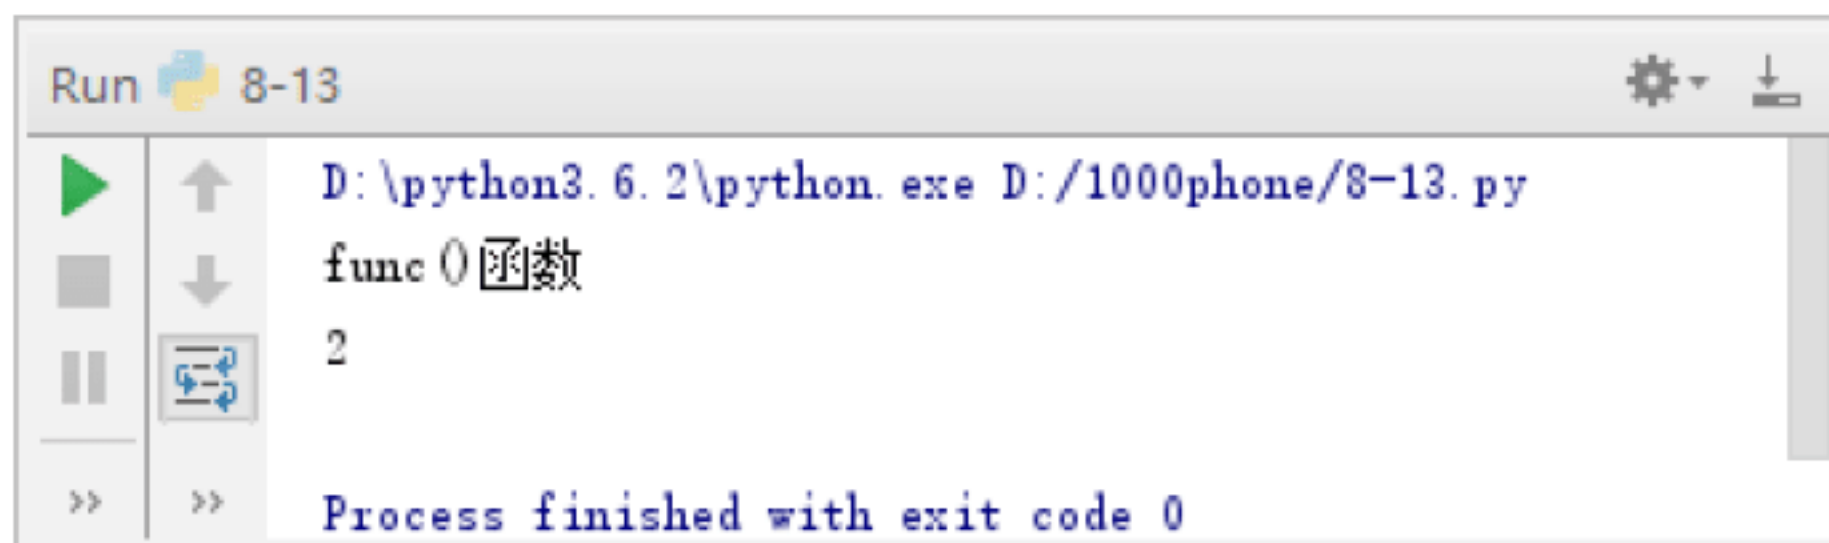 Run 8-13
D:\python3.6.2\python.exe D:/1000phone/8-13.py
func()函数
2
Process finished with exit code 0